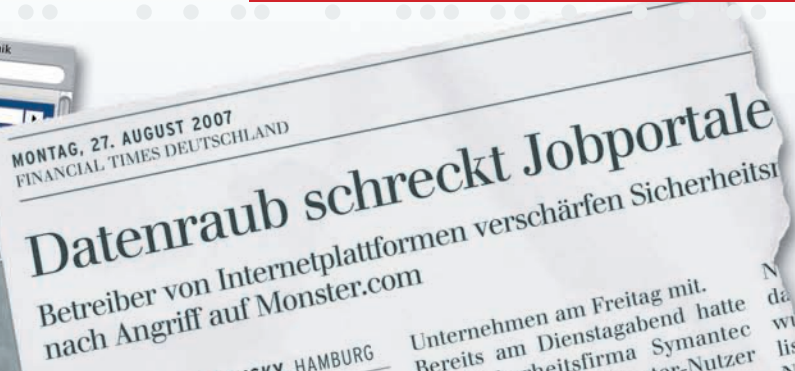 MONTAG, 27. AUGUST 2007
FINANCIAL TIMES DEUTSCHLAND
Datenraub schreckt Jobportale
Betreiber von Internetplattformen verschärfen
nach Angriff auf Monster.com
HAMBURG
Unternehmen am Freitag mit.
Bereits am Dienstagabend hatte
Symantec